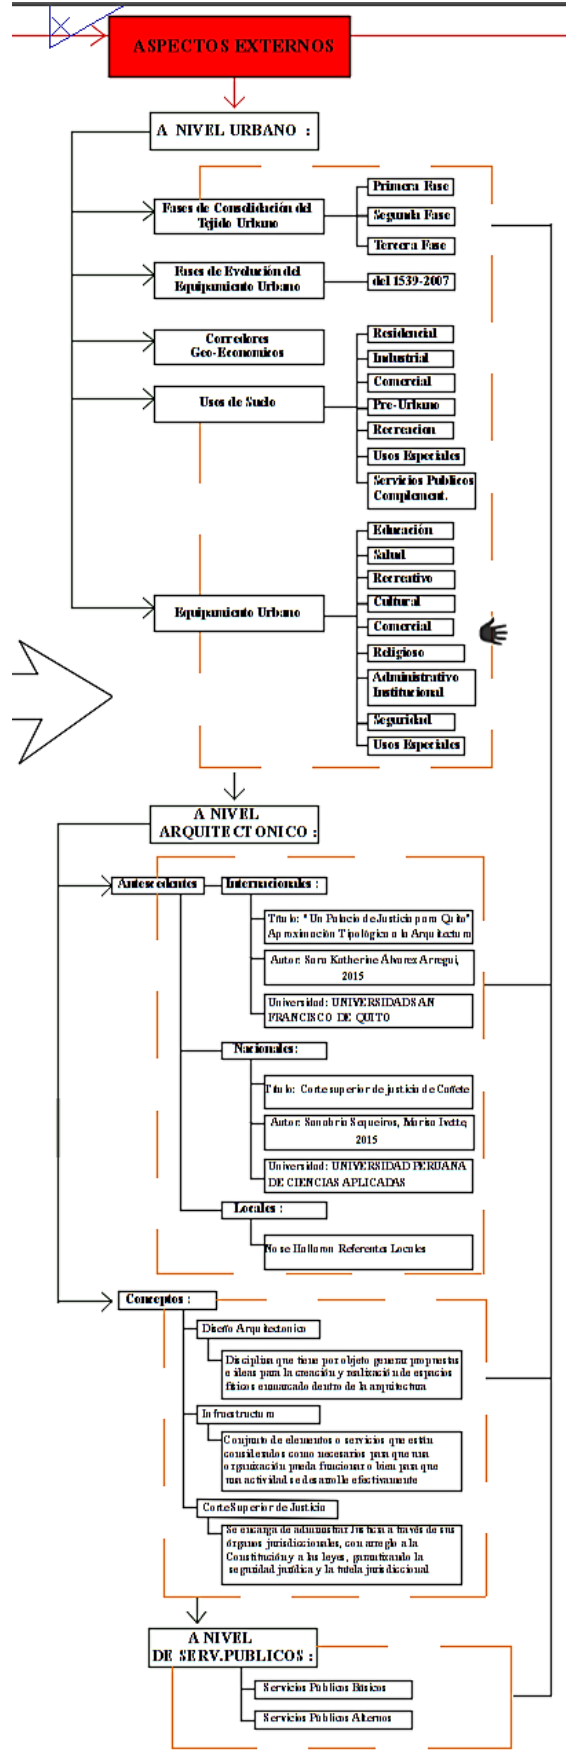 ASPECTOS EXTERNOS
A NIVEL URBANO :
Fases de Consolidación del
Tejido Urbano
Primera Fase
Segunda Fase
Tercera Fase
Fases de Evolución del
Equipamiento Urbano
del 1539-2007
Corredores
Geo-Economicos
Usos de Suelo
Residencial
Industrial
Comercial
Pre-Urbano
Recreacion
Usos Especiales
Servicios Publicos
Complement.
Equipamiento Urbano
Educación
Salud
Recreativo
Cultural
Comercial
Religioso
Administrativo
Institucional
Seguridad
Usos Especiales
A NIVEL
ARQUITECTONICO :
Antescedentes
Internacionales :
Titulo: "Un Palacio de Justicia para Quito"
Aproximación Tipológica a la Arquitectura
Autor: Sara Katherine Álvarez Arregui,
2015
Universidad: UNIVERSIDAD SAN
FRANCISCO DE QUITO
Nacionales:
Titulo: Corte superior de justicia de Cañete
Autor: Sanabria Sequeiros, Marisa Ivette,
2015
Universidad: UNIVERSIDAD PERUANA
DE CIENCIAS APLICADAS
Locales :
No se Hallaron Referentes Locales
Conceptos :
Diseño Arquitectonico
Disciplina que tiene por objeto generar propuestas
e ideas para la creación y realización de espacios
físicos enmarcado dentro de la arquitectura
Infraestructura
Conjunto de elementos o servicios que están
considerados como necesarios para que una
organización pueda funcionar o bien para que
una actividad se desarrolle efectivamente
Corte Superior de Justicia
Se encarga de administrar Justicia a través de sus
órganos jurisdiccionales, con arreglo a la
Constitución y a las leyes, garantizando la
seguridad jurídica y la tutela jurisdiccional
A NIVEL
DE SERV.PUBLICOS :
Servicios Públicos Básicos
Servicios Públicos Alternos